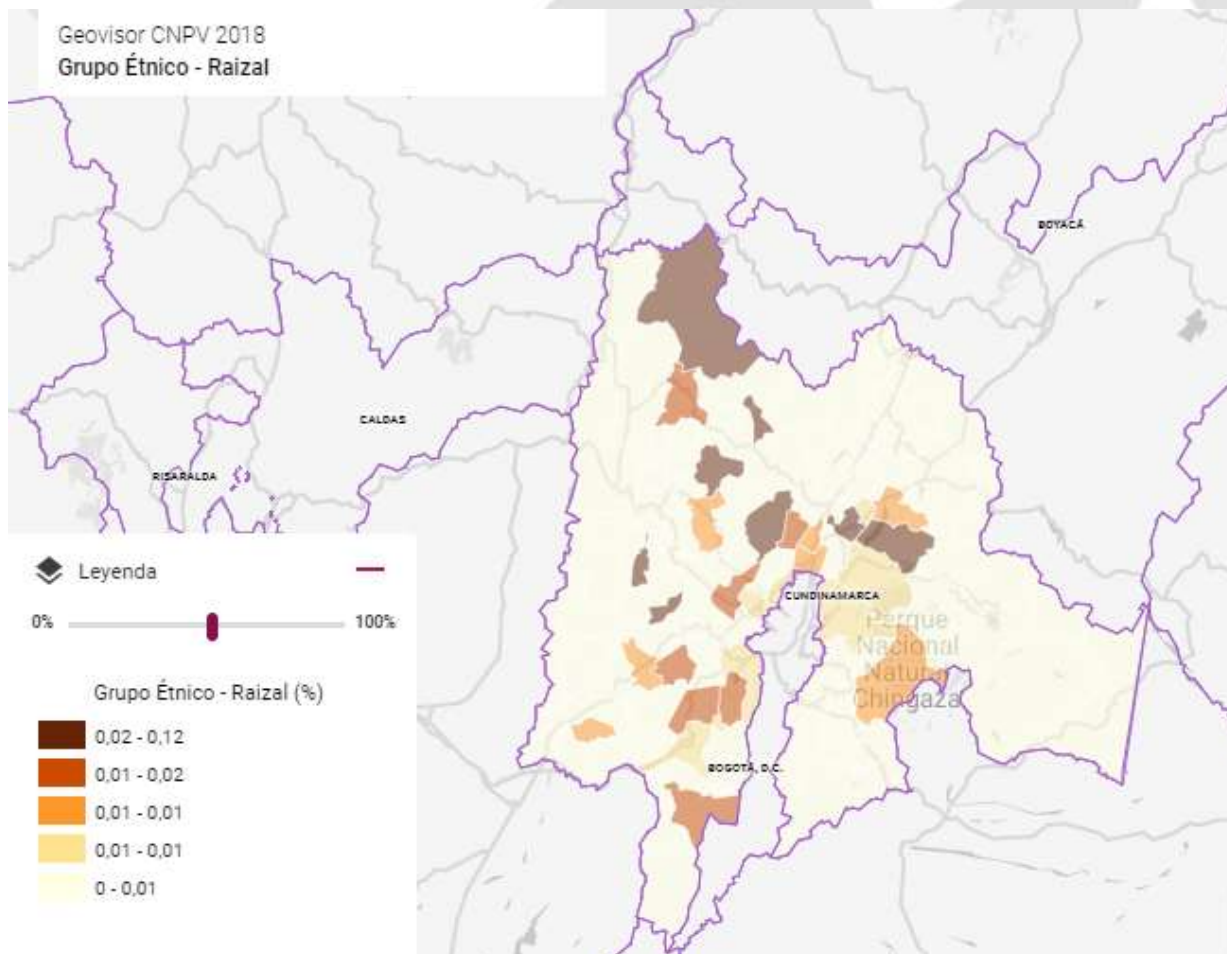 Geovisor CNPV 2018
Grupo Étnico - Raizal
BOYACÁ
CALDAS
RISARALDA
CUNDINAMARCA
Parque
Nacional
Natural
Chingaza
BOGOTÁ, D.C.
Leyenda
0% 100%
Grupo Étnico - Raizal (%)
0,02 - 0,12
0,01 - 0,02
0,01 - 0,01
0,01 - 0,01
0 - 0,01